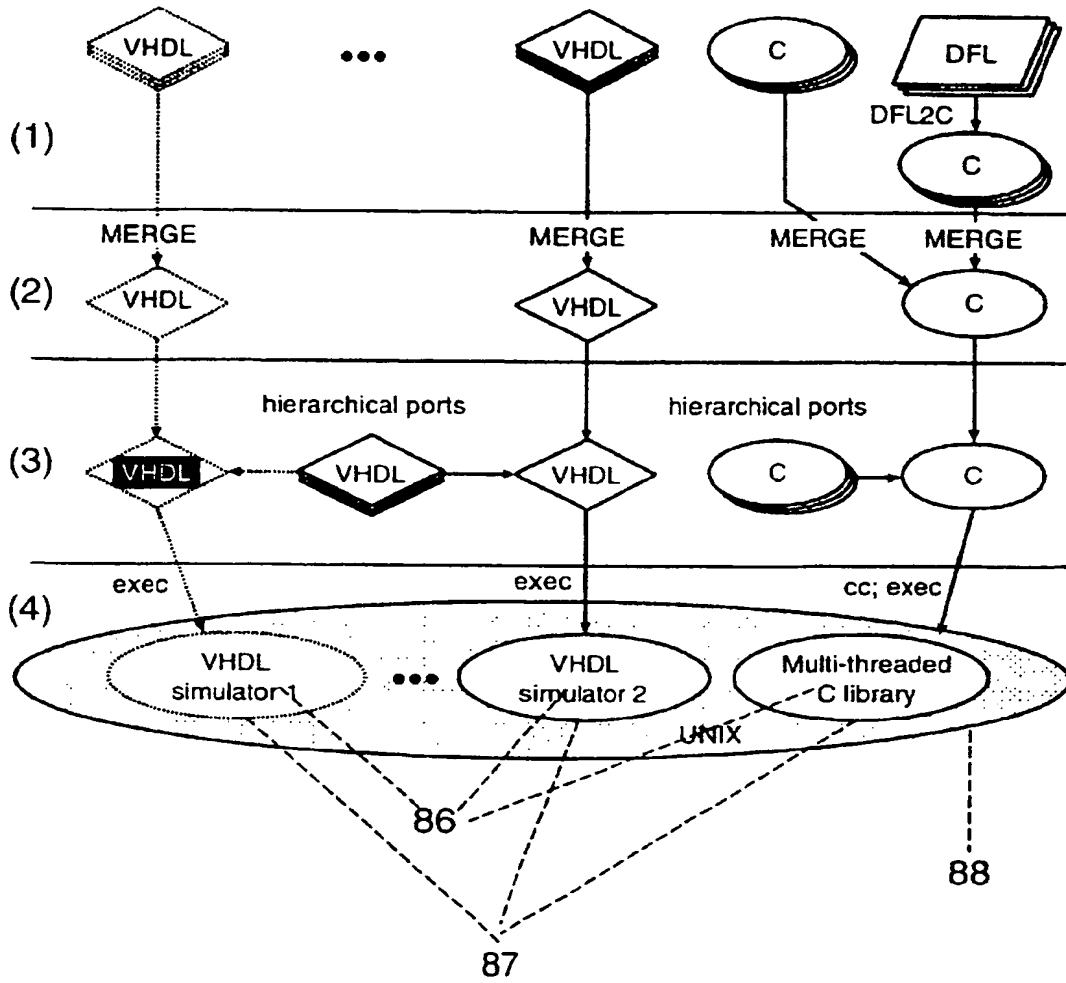 VHDL
VHDL
C
DFL
DFL2C
(1)
C
MERGE
MERGE
MERGE
MERGE
(2)
VHDL
VHDL
C
hierarchical ports
hierarchical ports
(3)
VHDL
VHDL
VHDL
C
C
exec
exec
cc; exec
(4)
VHDL
simulator 1
VHDL
simulator 2
Multi-threaded
C library
UNIX
86
88
87